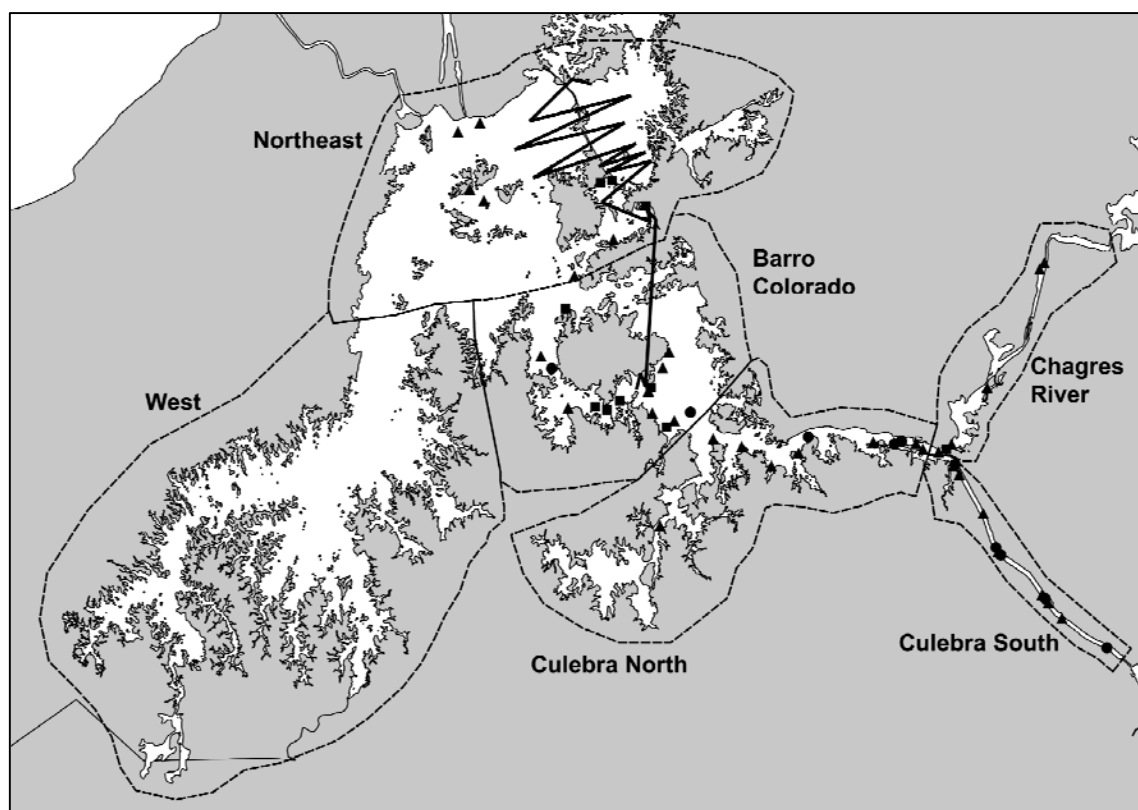 Northeast
Barro
Colorado
Chagres
River
West
Culebra North
Culebra South